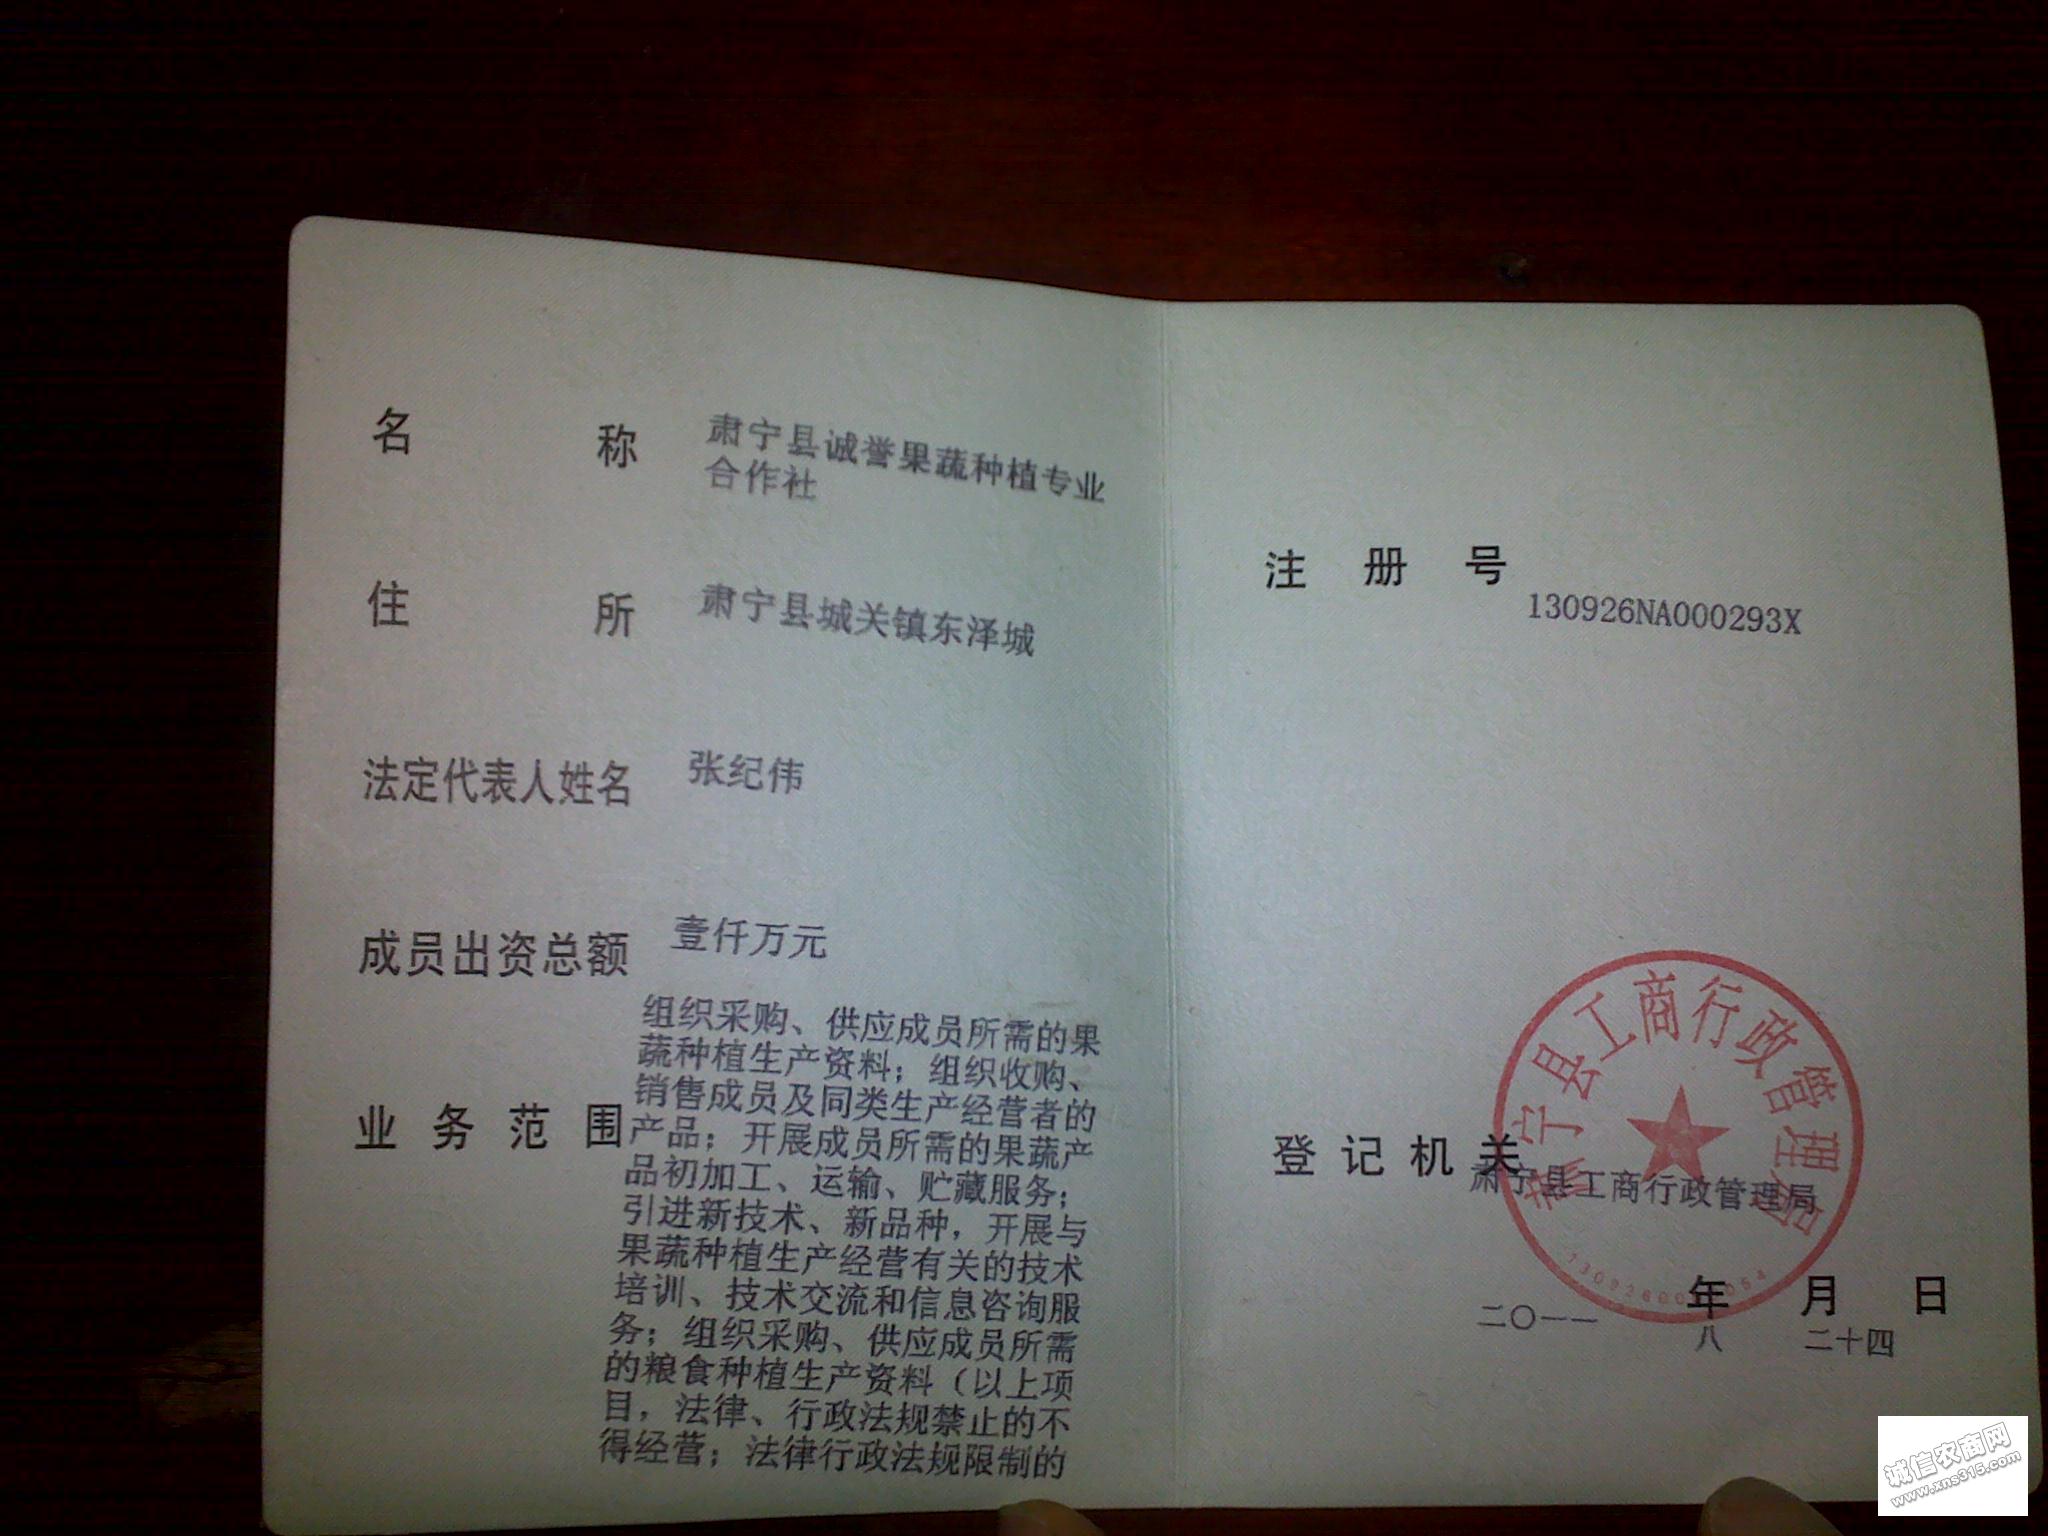 名 称 肃宁县诚誉果蔬种植专业
合作社
住 所 肃宁县城关镇东泽城
法定代表人姓名 张纪伟
成员出资总额 壹仟万元
业务范围
组织采购、供应成员所需的果
蔬种植生产资料；组织收购、
销售成员及同类生产经营者的
产品；开展成员所需的果蔬产
品初加工、运输、贮藏服务；
引进新技术、新品种，开展与
果蔬种植生产经营有关的技术
培训、技术交流和信息咨询服
务；组织采购、供应成员所需
的粮食种植生产资料（以上项
目，法律、行政法规禁止的不
得经营；法律行政法规限制的
注 册 号
130926NA000293X
登记机关
肃宁县工商行政管理局
肃宁县工商行政管理局
年 月 日
二〇一一 八 二十四
诚信农商网
www.xns315.com